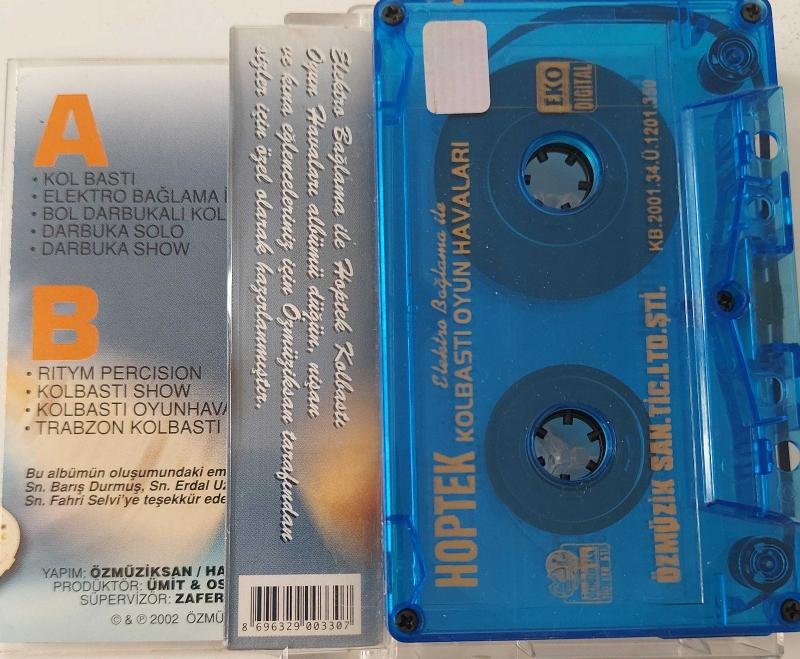 A
• KOL BASTI
• ELEKTRO BAĞLAMA İ
• BOL DARBUKALI KOL
• DARBUKA SOLO
• DARBUKA SHOW
B
• RITYM PERCISION
• KOLBASTI SHOW
• KOLBASTI OYUNHAVA
• TRABZON KOLBASTI
Bu albümün oluşumundaki em
Sn. Barış Durmuş, Sn. Erdal Uz
Sn. Fahri Selvi'ye teşekkür ede
YAPIM: ÖZMÜZİKSAN / HA
PRODÜKTÖR: ÜMİT & OS
SÜPERVİZÖR: ZAFER
© & ℗ 2002 ÖZMÜ
Elektro Bağlama ile Hoptek Kolbastı
Oyun Havaları albümü düğün, nişan
ve kına eğlenceleriniz için Özmüziksan tarafından
sizler için özel olarak hazırlanmıştır.
8 696329 003307
HOPTEK
Elektro Bağlama ile
KOLBASTI OYUN HAVALARI
EKO
DIGITAL
KB.2001.34.Ü.1201.380
ÖZMÜZİK SAN.TİC.LTD.ŞTİ.